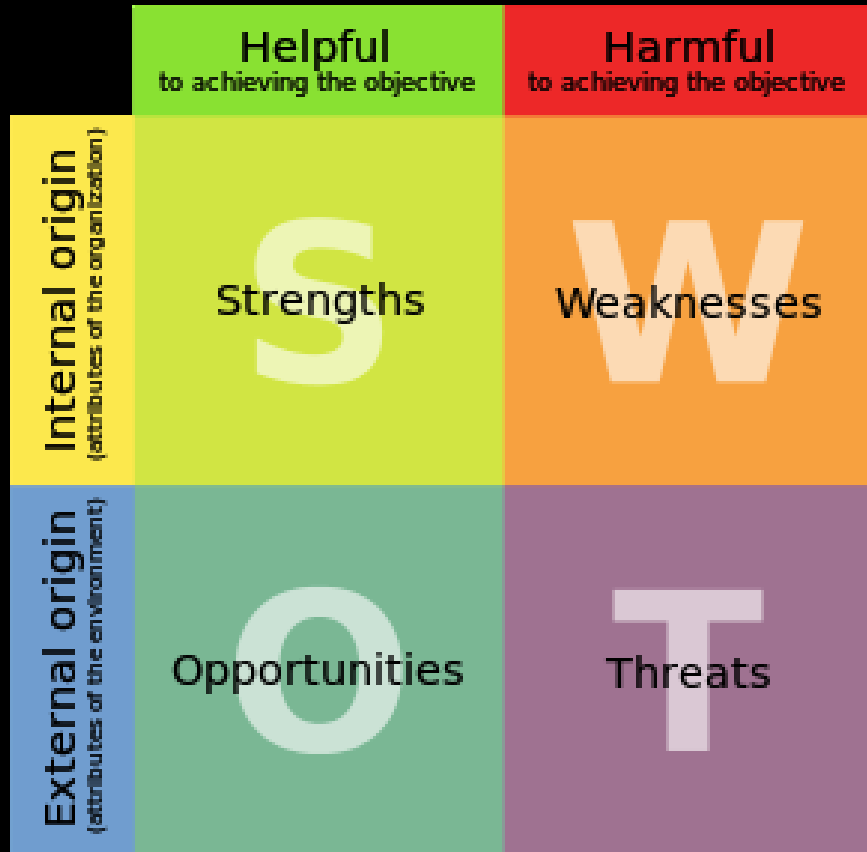 Helpful
to achieving the objective
Harmful
to achieving the objective
Internal origin
(attributes of the organization)
S
Strengths
W
Weaknesses
External origin
(attributes of the environment)
O
Opportunities
T
Threats